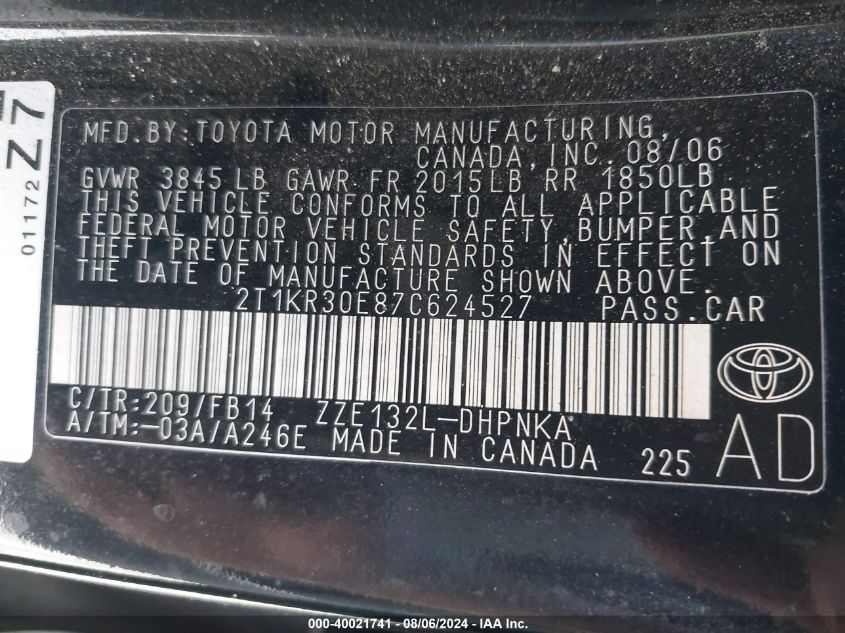 Z7
01172
MFD.BY:TOYOTA MOTOR MANUFACTURING,
CANADA,INC. 08/06
GVWR 3845 LB GAWR FR 2015LB RR 1850LB
THIS VEHICLE CONFORMS TO ALL APPLICABLE
FEDERAL MOTOR VEHICLE SAFETY,BUMPER,AND
THEFT PREVENTION STANDARDS IN EFFECT ON
THE DATE OF MANUFACTURE SHOWN ABOVE.
2T1KR30E87C624527 PASS.CAR
C/TR:209/FB14 ZZE132L-DHPNKA
A/TM:-03A/A246E MADE IN CANADA 225
AD
000-40021741 - 08/06/2024 - IAA Inc.